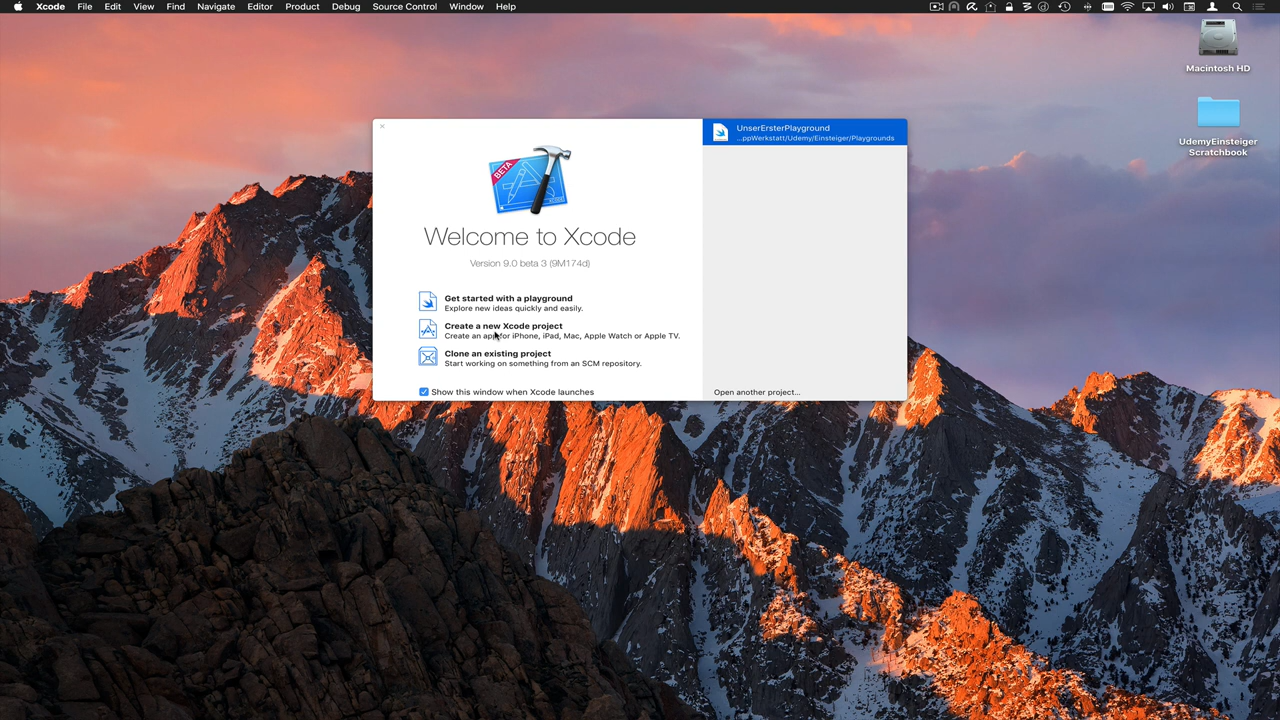 Xcode File Edit View Find Navigate Editor Product Debug Source Control Window Help
Macintosh HD
UdemyEinsteiger
Scratchbook
BETA
Welcome to Xcode
Version 9.0 beta 3 (9M174d)
Get started with a playground
Explore new ideas quickly and easily.
Create a new Xcode project
Create an app for iPhone, iPad, Mac, Apple Watch or Apple TV.
Clone an existing project
Start working on something from an SCM repository.
Show this window when Xcode launches
UnserErsterPlayground
...ppWerkstatt/Udemy/Einsteiger/Playgrounds
Open another project...